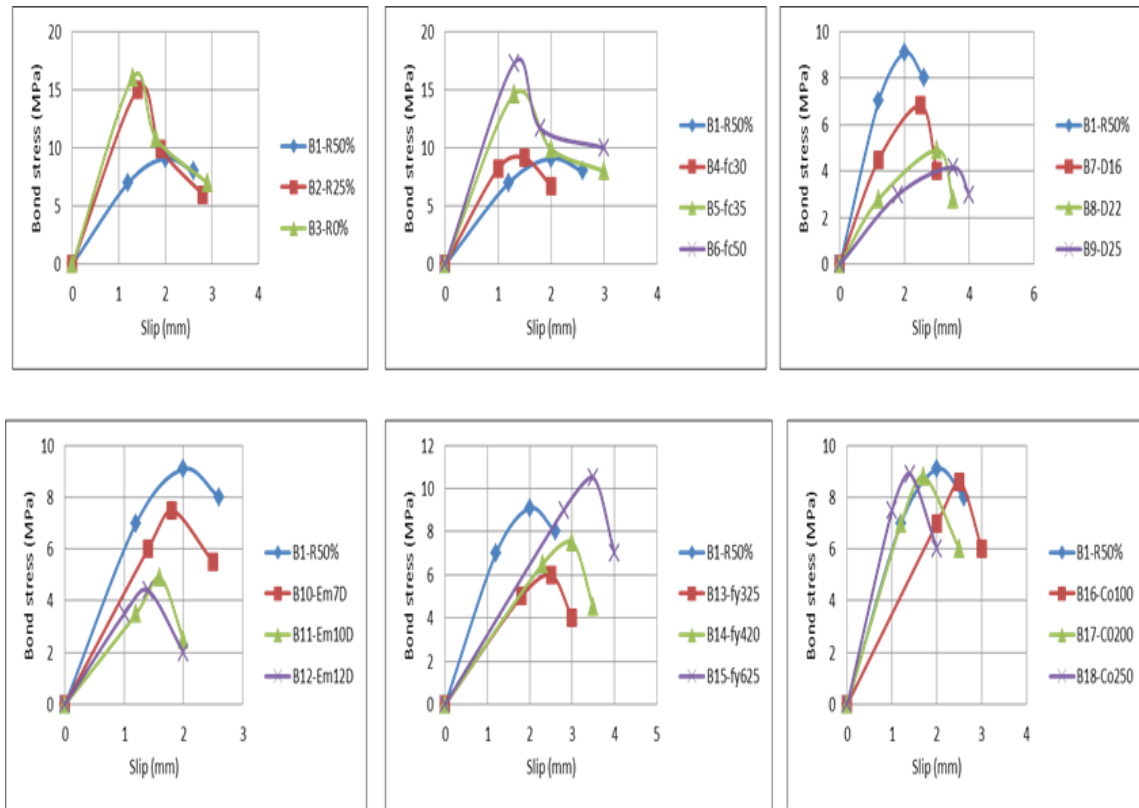 20
15
10
5
0
Bond stress (MPa)
0 1 2 3 4
Slip (mm)
B1-R50%
B2-R25%
B3-R0%
20
15
10
5
0
Bond stress (MPa)
0 1 2 3 4
Slip (mm)
B1-R50%
B4-fc30
B5-fc35
B6-fc50
10
8
6
4
2
0
Bond stress (MPa)
0 2 4 6
Slip (mm)
B1-R50%
B7-D16
B8-D22
B9-D25
10
8
6
4
2
0
Bond stress (MPa)
0 1 2 3
Slip (mm)
B1-R50%
B10-Em7D
B11-Em10D
B12-Em12D
12
10
8
6
4
2
0
Bond stress (MPa)
0 1 2 3 4 5
Slip (mm)
B1-R50%
B13-fy325
B14-fy420
B15-fy625
10
8
6
4
2
0
Bond stress (MPa)
0 1 2 3 4
Slip (mm)
B1-R50%
B16-Co100
B17-C0200
B18-Co250